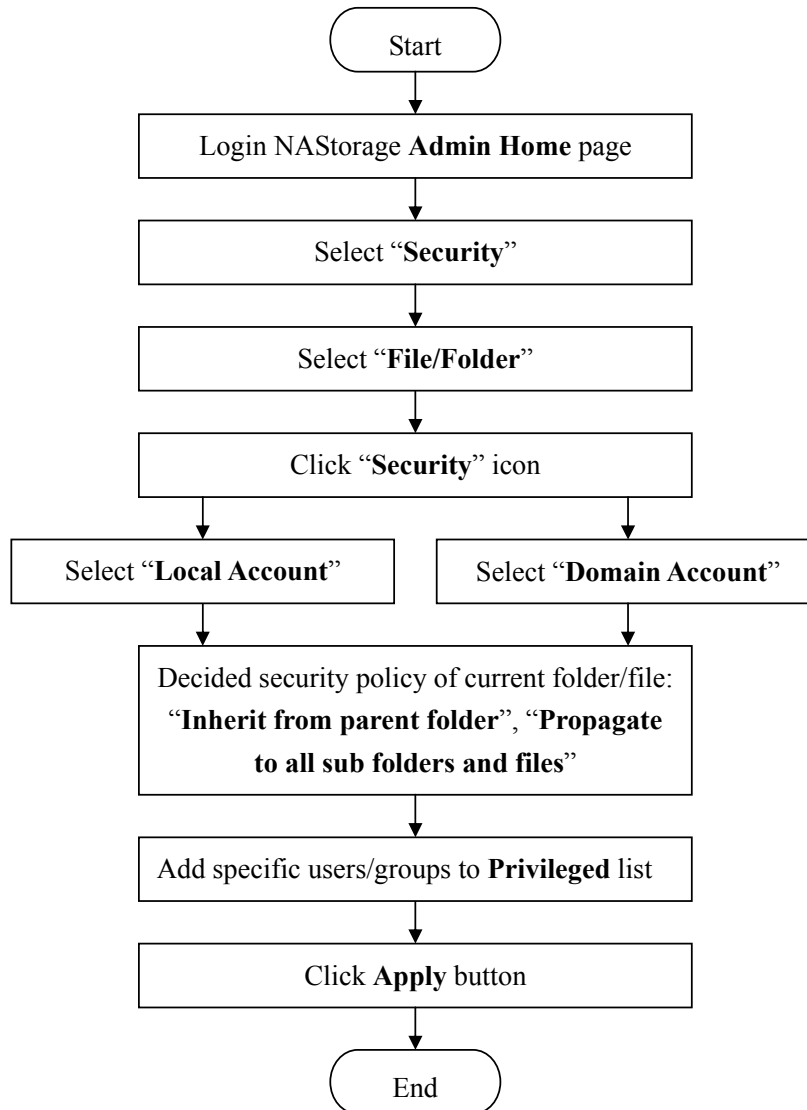 Start
Login NAStorage Admin Home page
Select “Security”
Select “File/Folder”
Click “Security” icon
Select “Local Account”
Select “Domain Account”
Decided security policy of current folder/file:
“Inherit from parent folder”, “Propagate
to all sub folders and files”
Add specific users/groups to Privileged list
Click Apply button
End